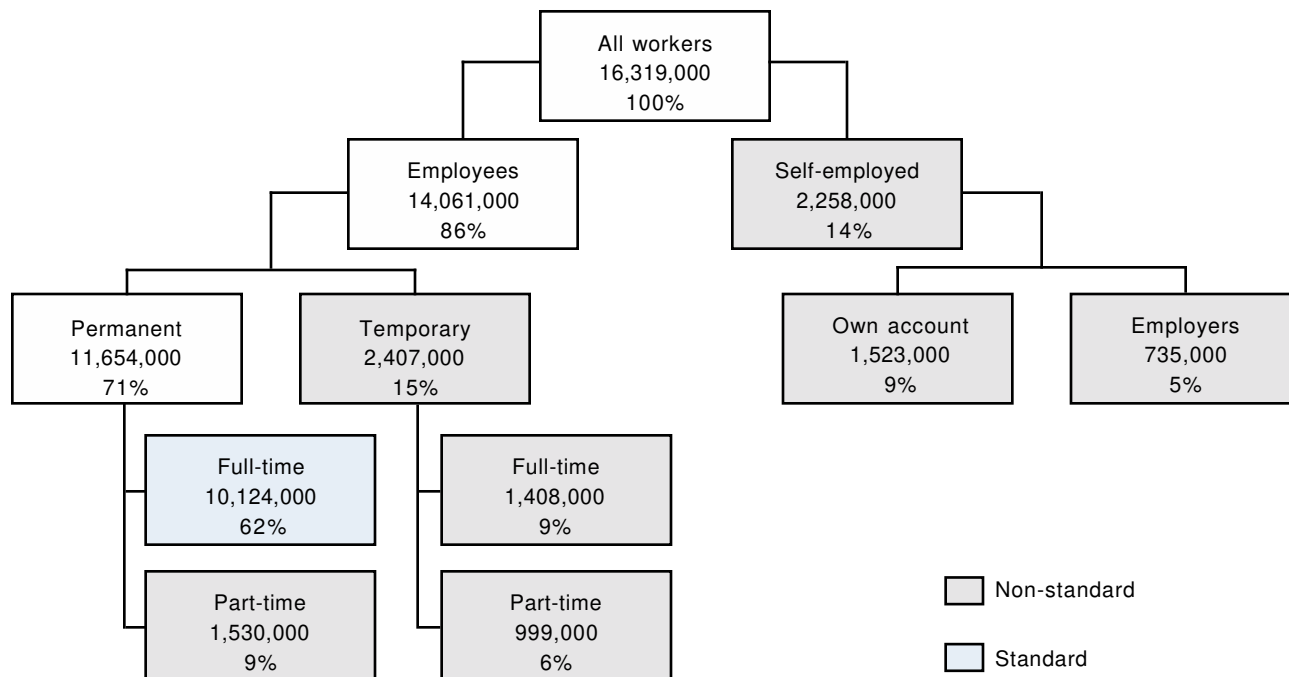 All workers
16,319,000
100%
Employees
14,061,000
86%
Self-employed
2,258,000
14%
Permanent
11,654,000
71%
Temporary
2,407,000
15%
Own account
1,523,000
9%
Employers
735,000
5%
Full-time
10,124,000
62%
Full-time
1,408,000
9%
Part-time
1,530,000
9%
Part-time
999,000
6%
Non-standard
Standard